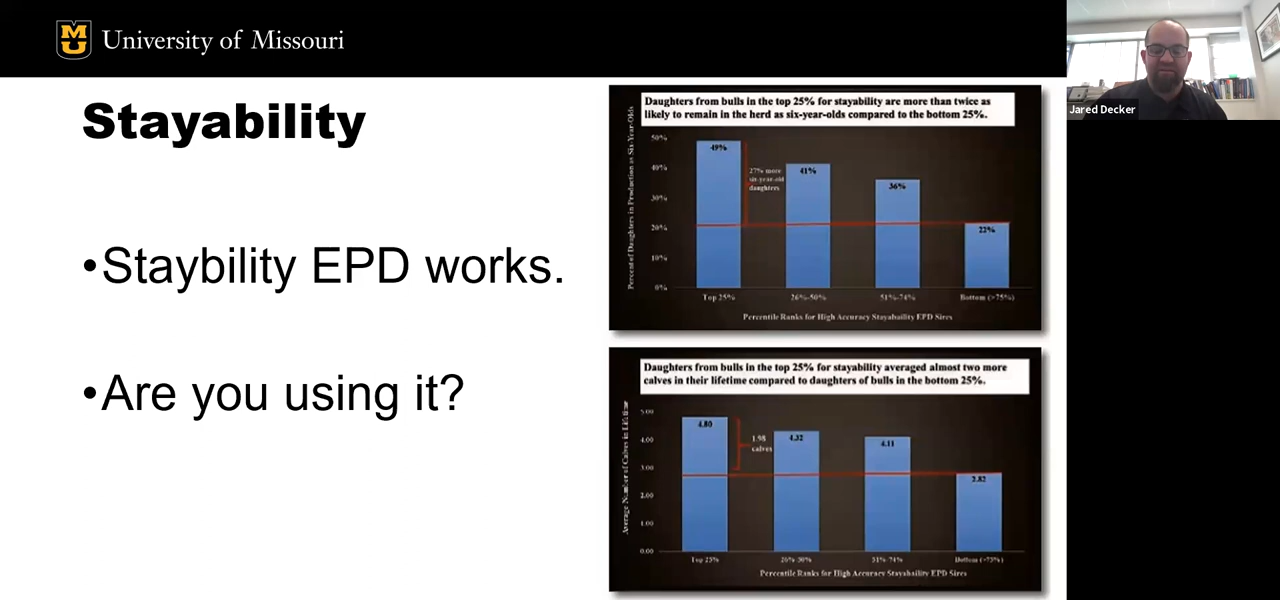 MU
University of Missouri
Jared Decker
Stayability
•Staybility EPD works.
•Are you using it?
Daughters from bulls in the top 25% for stayability are more than twice as
likely to remain in the herd as six-year-olds compared to the bottom 25%.
Percent of Daughters in Production as Six-Year-Olds
50%
40%
30%
20%
10%
0%
49%
27% more
six-year-old
daughters
41%
36%
22%
Top 25%
26%-50%
51%-74%
Bottom (>75%)
Percentile Ranks for High Accuracy Stayabaility EPD Sires
Daughters from bulls in the top 25% for stayability averaged almost two more
calves in their lifetime compared to daughters of bulls in the bottom 25%.
Average Number of Calves in Lifetime
5.00
4.00
3.00
2.00
1.00
0.00
4.80
1.98
calves
4.32
4.11
2.82
Top 25%
26%-50%
51%-74%
Bottom (>75%)
Percentile Ranks for High Accuracy Stayabaility EPD Sires